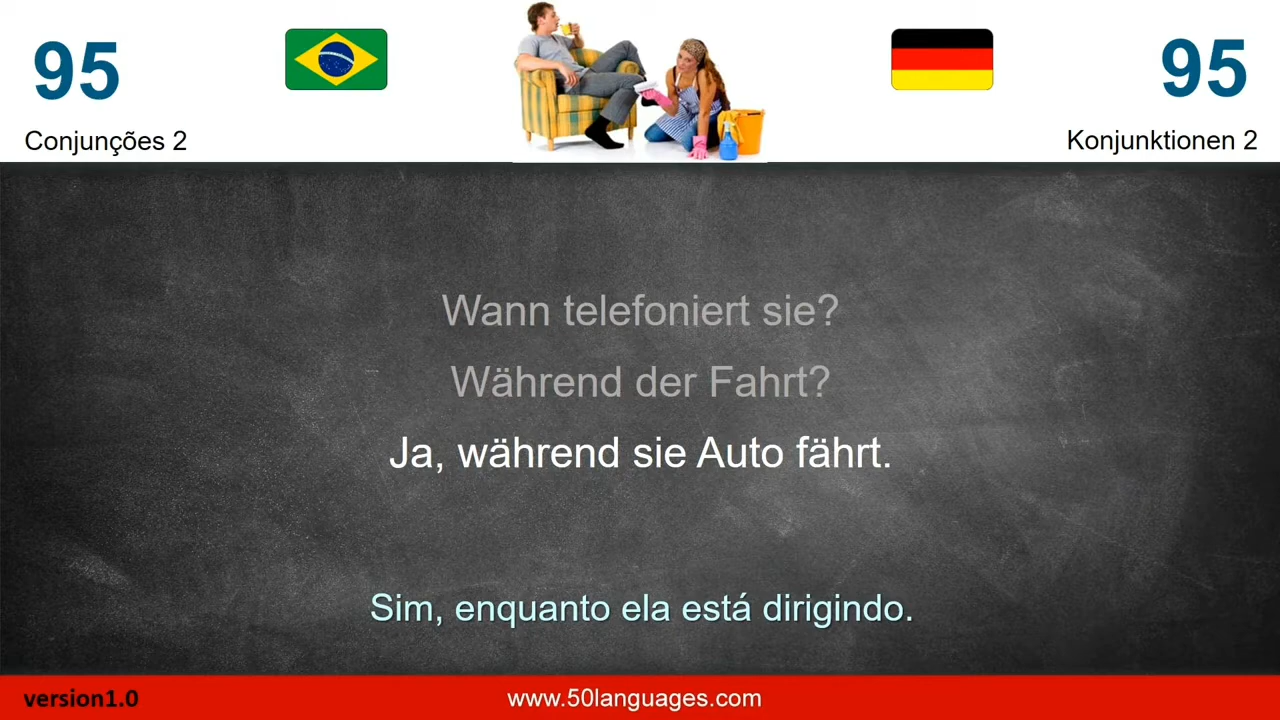 95
95
Conjunções 2
Konjunktionen 2
Wann telefoniert sie?
Während der Fahrt?
Ja, während sie Auto fährt.
Sim, enquanto ela está dirigindo.
version1.0
www.50languages.com